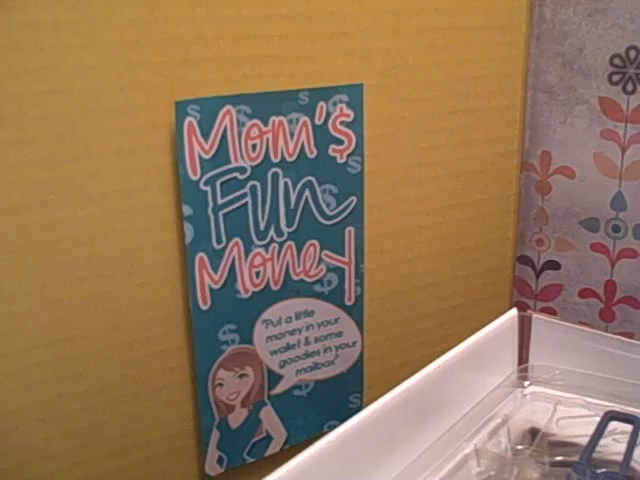 Mom'$
Fun
Money
"Put a little
money in your
wallet & some
goodies in your
mailbox"